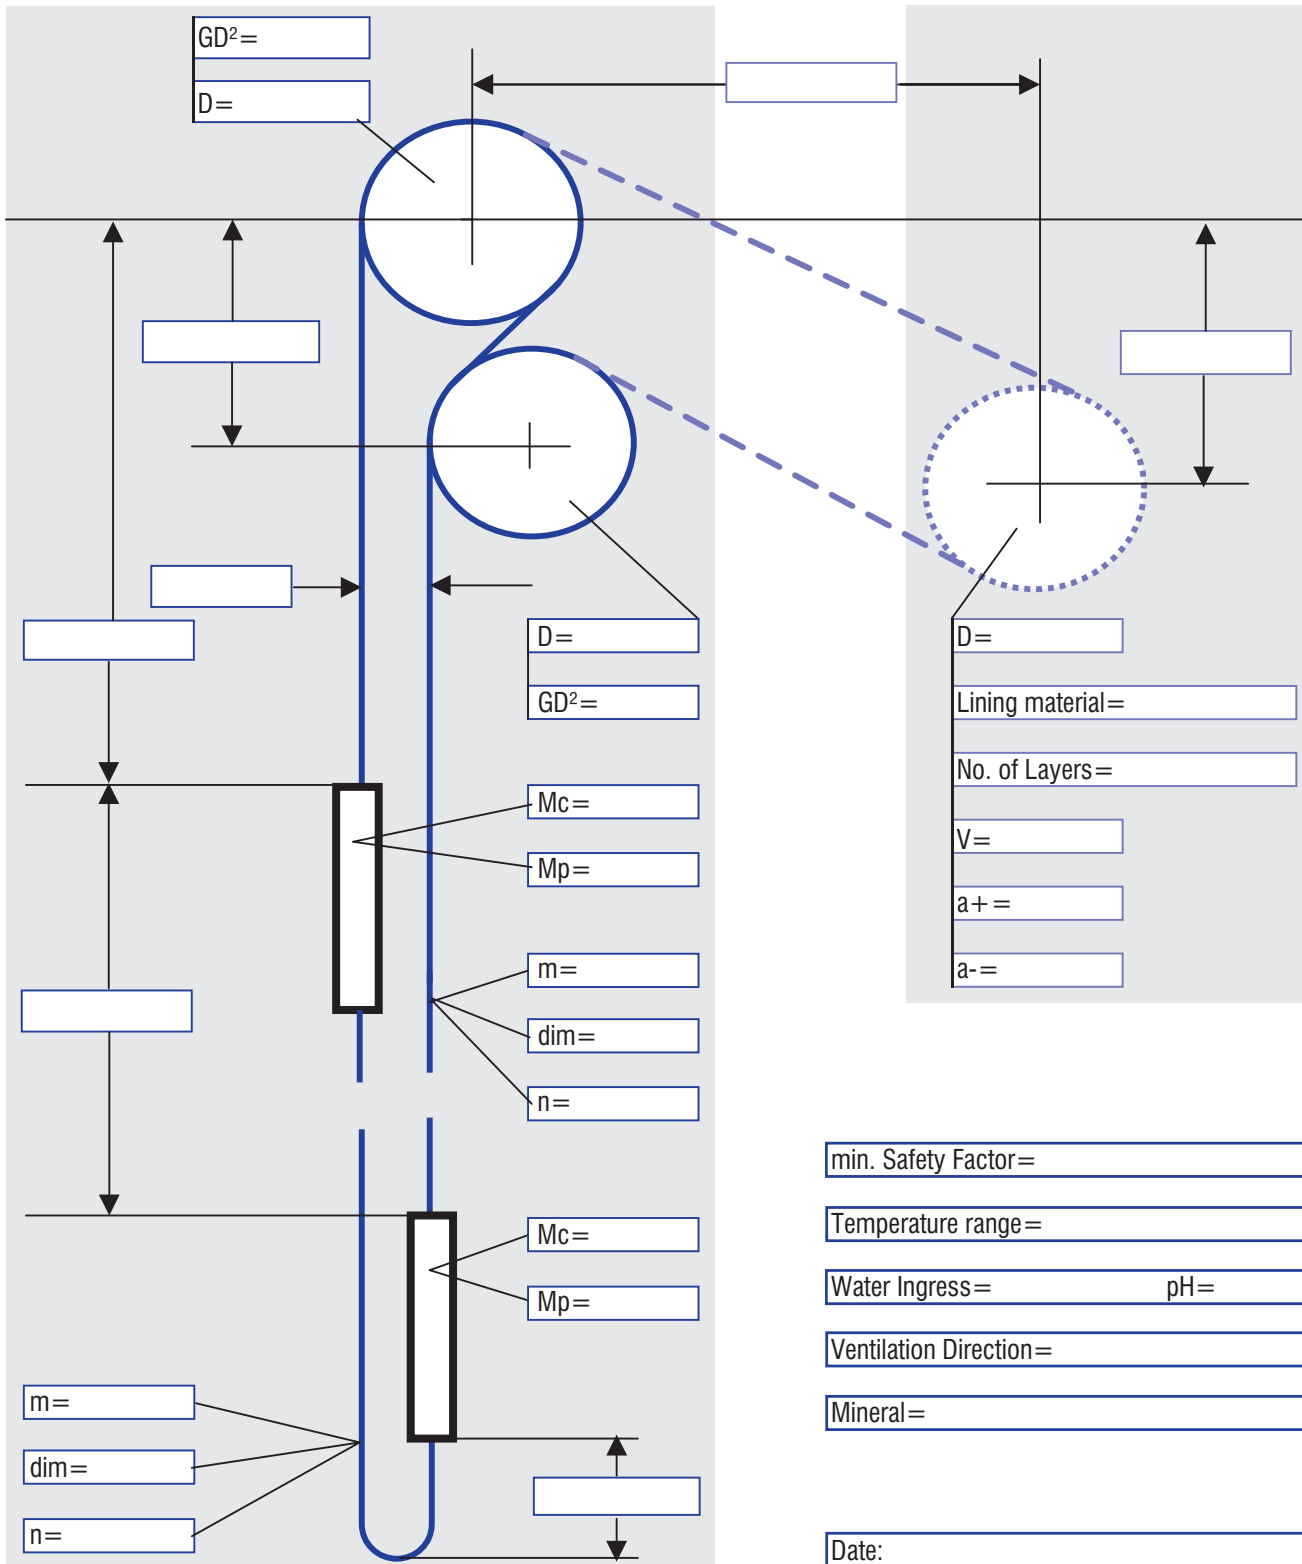 GD²=
D=
D=
GD²=
D=
Lining material=
No. of Layers=
V=
a+=
a-=
Mc=
Mp=
m=
dim=
n=
min. Safety Factor=
Temperature range=
Water Ingress= pH=
Ventilation Direction=
Mineral=
Mc=
Mp=
m=
dim=
n=
Date: